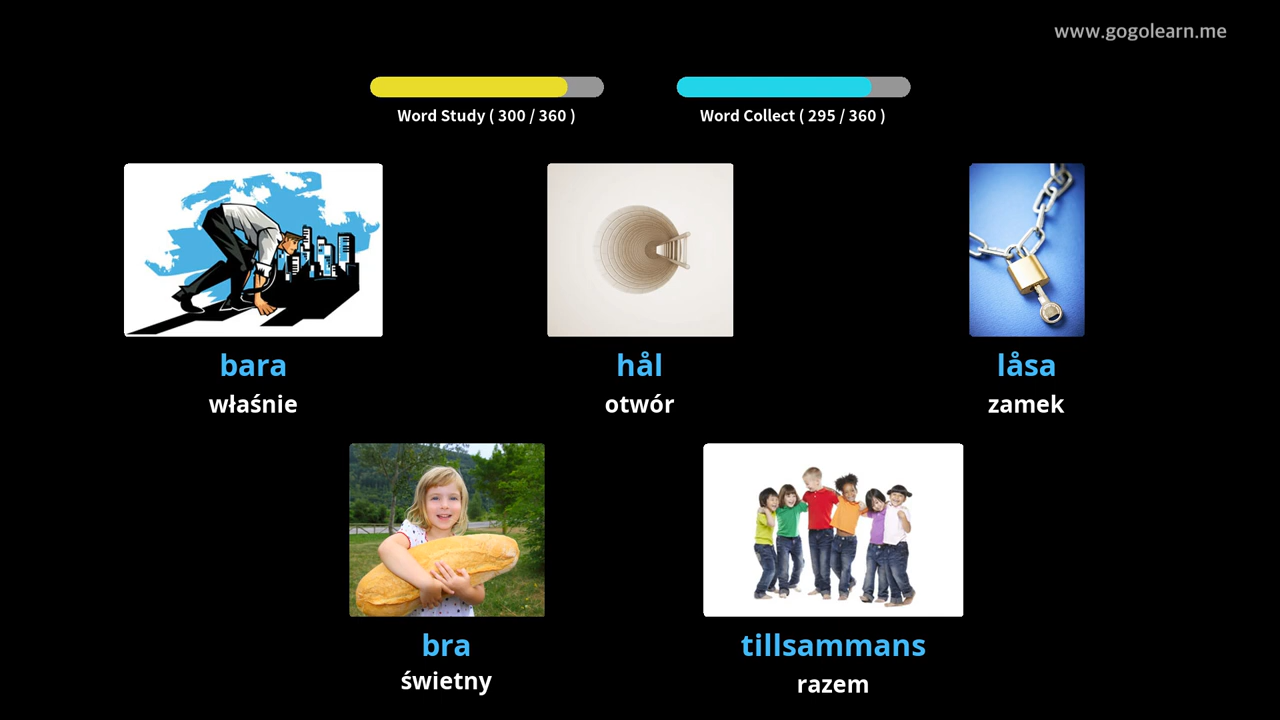 www.gogolearn.me
Word Study ( 300 / 360 )
Word Collect ( 295 / 360 )
bara
właśnie
hål
otwór
låsa
zamek
bra
świetny
tillsammans
razem